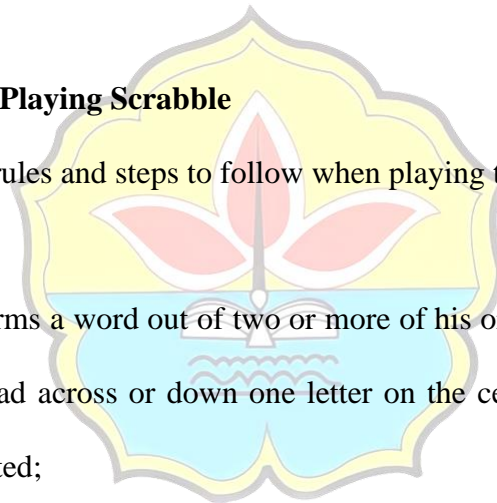 Playing Scrabble
rules and steps to follow when playing
rms a word out of two or more of his
ad across or down one letter on the
ted;